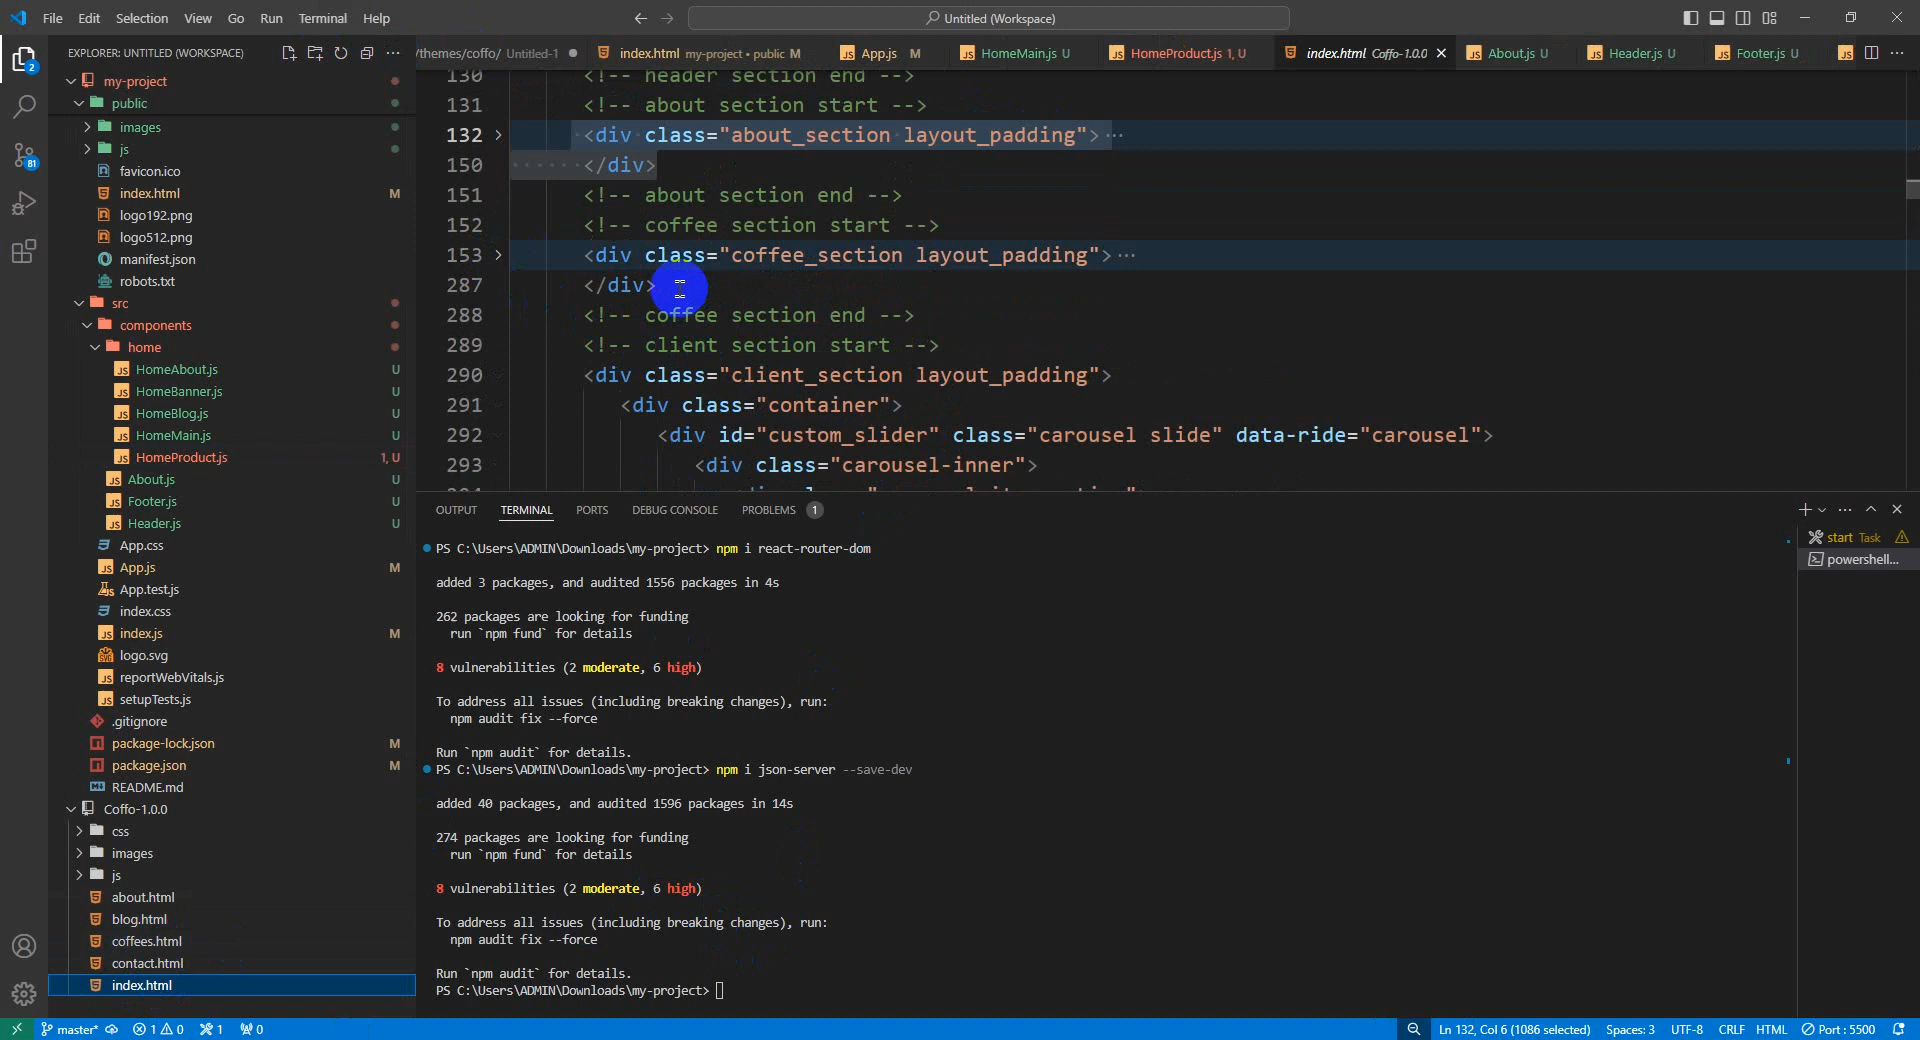 File Edit Selection View Go Run Terminal Help
Untitled (Workspace)
EXPLORER: UNTITLED (WORKSPACE)
my-project
public
images
js
favicon.ico
index.html M
logo192.png
logo512.png
manifest.json
robots.txt
src
components
home
HomeAbout.js U
HomeBanner.js U
HomeBlog.js U
HomeMain.js U
HomeProduct.js 1, U
About.js U
Footer.js U
Header.js U
App.css
App.js M
App.test.js
index.css
index.js M
logo.svg
reportWebVitals.js
setupTests.js
.gitignore
package-lock.json M
package.json M
README.md
Coffo-1.0.0
css
images
js
about.html
blog.html
coffees.html
contact.html
index.html
2
81
/themes/coffo/ Untitled-1 index.html my-project • public M App.js M HomeMain.js U HomeProduct.js 1, U index.html Coffo-1.0.0 About.js U Header.js U Footer.js U
130 <!-- header section end -->
131 <!-- about section start -->
132 <div class="about_section layout_padding"> ···
150 </div>
151 <!-- about section end -->
152 <!-- coffee section start -->
153 <div class="coffee_section layout_padding"> ···
287 </div>
288 <!-- coffee section end -->
289 <!-- client section start -->
290 <div class="client_section layout_padding">
291 <div class="container">
292 <div id="custom_slider" class="carousel slide" data-ride="carousel">
293 <div class="carousel-inner">
OUTPUT TERMINAL PORTS DEBUG CONSOLE PROBLEMS 1
PS C:\Users\ADMIN\Downloads\my-project> npm i react-router-dom
added 3 packages, and audited 1556 packages in 4s
262 packages are looking for funding
run `npm fund` for details
8 vulnerabilities (2 moderate, 6 high)
To address all issues (including breaking changes), run:
npm audit fix --force
Run `npm audit` for details.
PS C:\Users\ADMIN\Downloads\my-project> npm i json-server --save-dev
added 40 packages, and audited 1596 packages in 14s
274 packages are looking for funding
run `npm fund` for details
8 vulnerabilities (2 moderate, 6 high)
To address all issues (including breaking changes), run:
npm audit fix --force
Run `npm audit` for details.
PS C:\Users\ADMIN\Downloads\my-project>
start Task
powershell...
master* 1 0 1 0
Ln 132, Col 6 (1086 selected) Spaces: 3 UTF-8 CRLF HTML Port : 5500